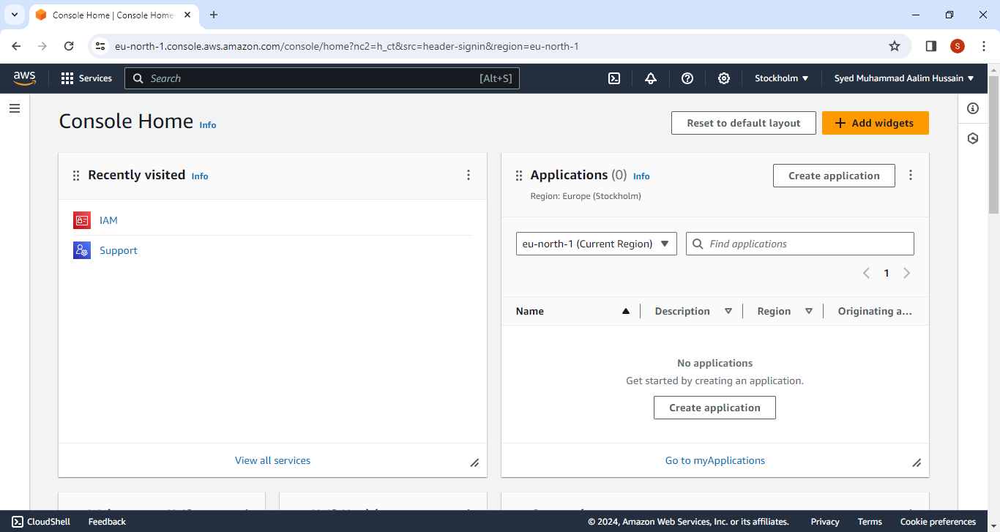 Console Home | Console Home
eu-north-1.console.aws.amazon.com/console/home?nc2=h_ct&src=header-signin&region=eu-north-1
S
aws
Services
Search
[Alt+S]
Stockholm
Syed Muhammad Aalim Hussain
Console Home Info
Reset to default layout
Add widgets
Recently visited Info
IAM
Support
View all services
Applications (0) Info
Region: Europe (Stockholm)
Create application
eu-north-1 (Current Region)
Find applications
1
Name
Description
Region
Originating a...
No applications
Get started by creating an application.
Create application
Go to myApplications
CloudShell
Feedback
© 2024, Amazon Web Services, Inc. or its affiliates.
Privacy
Terms
Cookie preferences